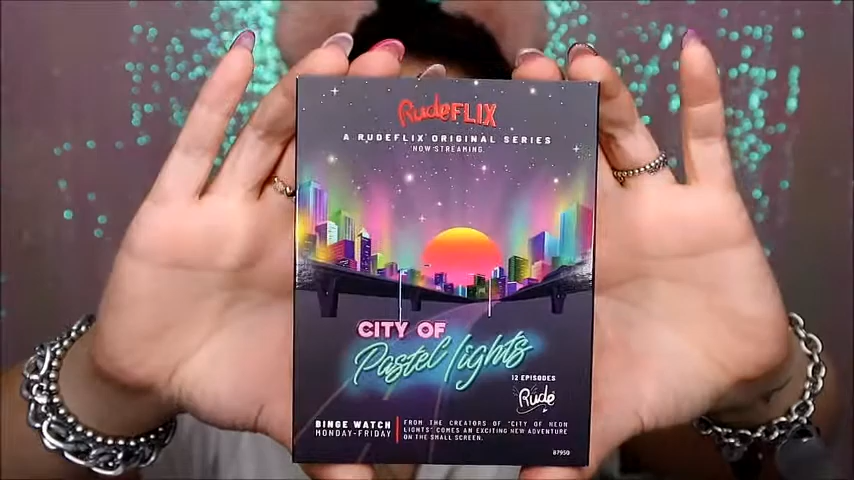 RudeFLIX
A RUDEFLIX ORIGINAL SERIES
NOW STREAMING
CITY OF
Pastel lights
12 EPISODES
Rude
BINGE WATCH
MONDAY-FRIDAY
FROM THE CREATORS OF "CITY OF NEON
LIGHTS" COMES AN EXCITING NEW ADVENTURE
ON THE SMALL SCREEN.
87950